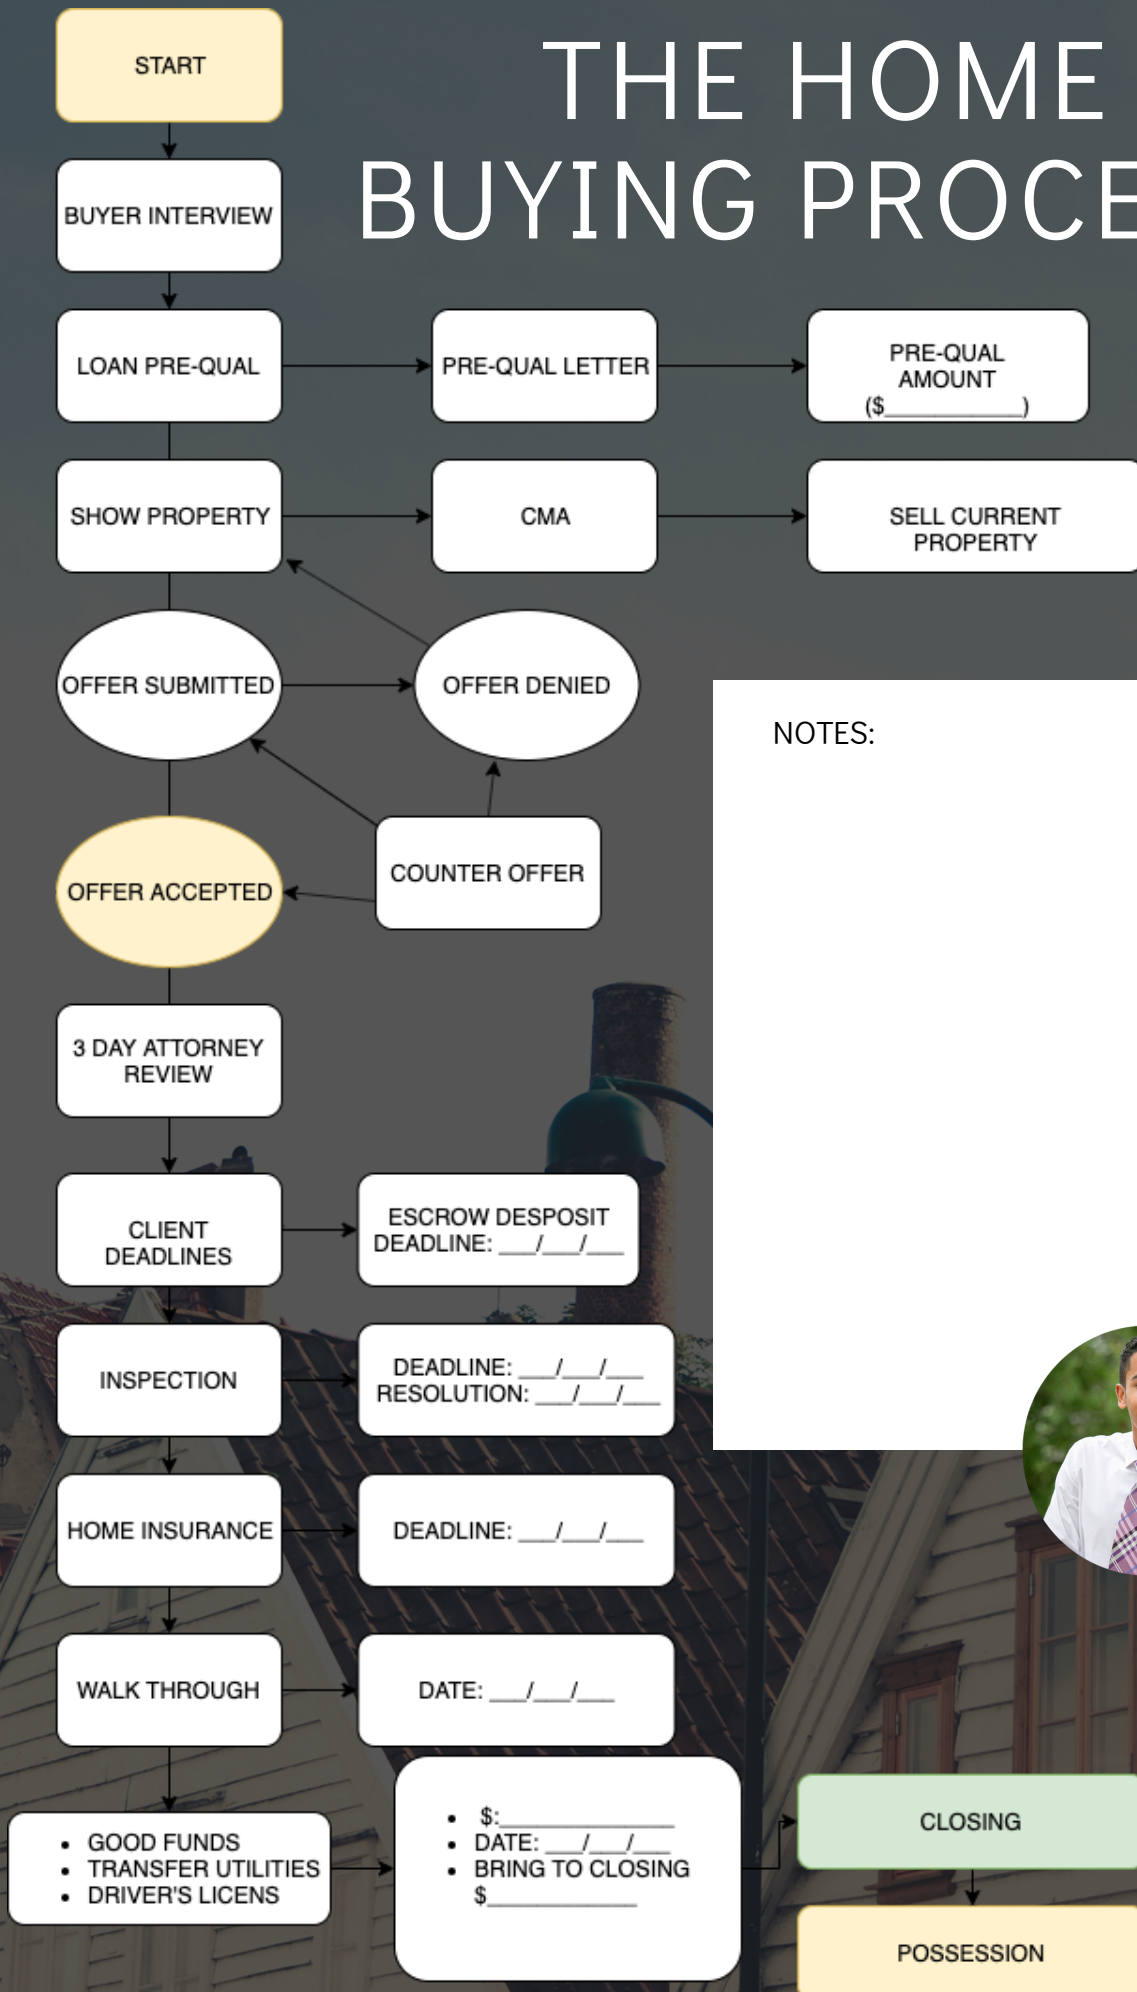 THE HOME
BUYING PROCE
START
BUYER INTERVIEW
LOAN PRE-QUAL
PRE-QUAL LETTER
PRE-QUAL
AMOUNT
($___________)
SHOW PROPERTY
CMA
SELL CURRENT
PROPERTY
OFFER SUBMITTED
OFFER DENIED
NOTES:
COUNTER OFFER
OFFER ACCEPTED
3 DAY ATTORNEY
REVIEW
CLIENT
DEADLINES
ESCROW DESPOSIT
DEADLINE: ___/___/___
INSPECTION
DEADLINE: ___/___/___
RESOLUTION: ___/___/___
HOME INSURANCE
DEADLINE: ___/___/___
WALK THROUGH
DATE: ___/___/___
• GOOD FUNDS
• TRANSFER UTILITIES
• DRIVER'S LICENS
• $:______________
• DATE: ___/___/___
• BRING TO CLOSING
$____________
CLOSING
POSSESSION